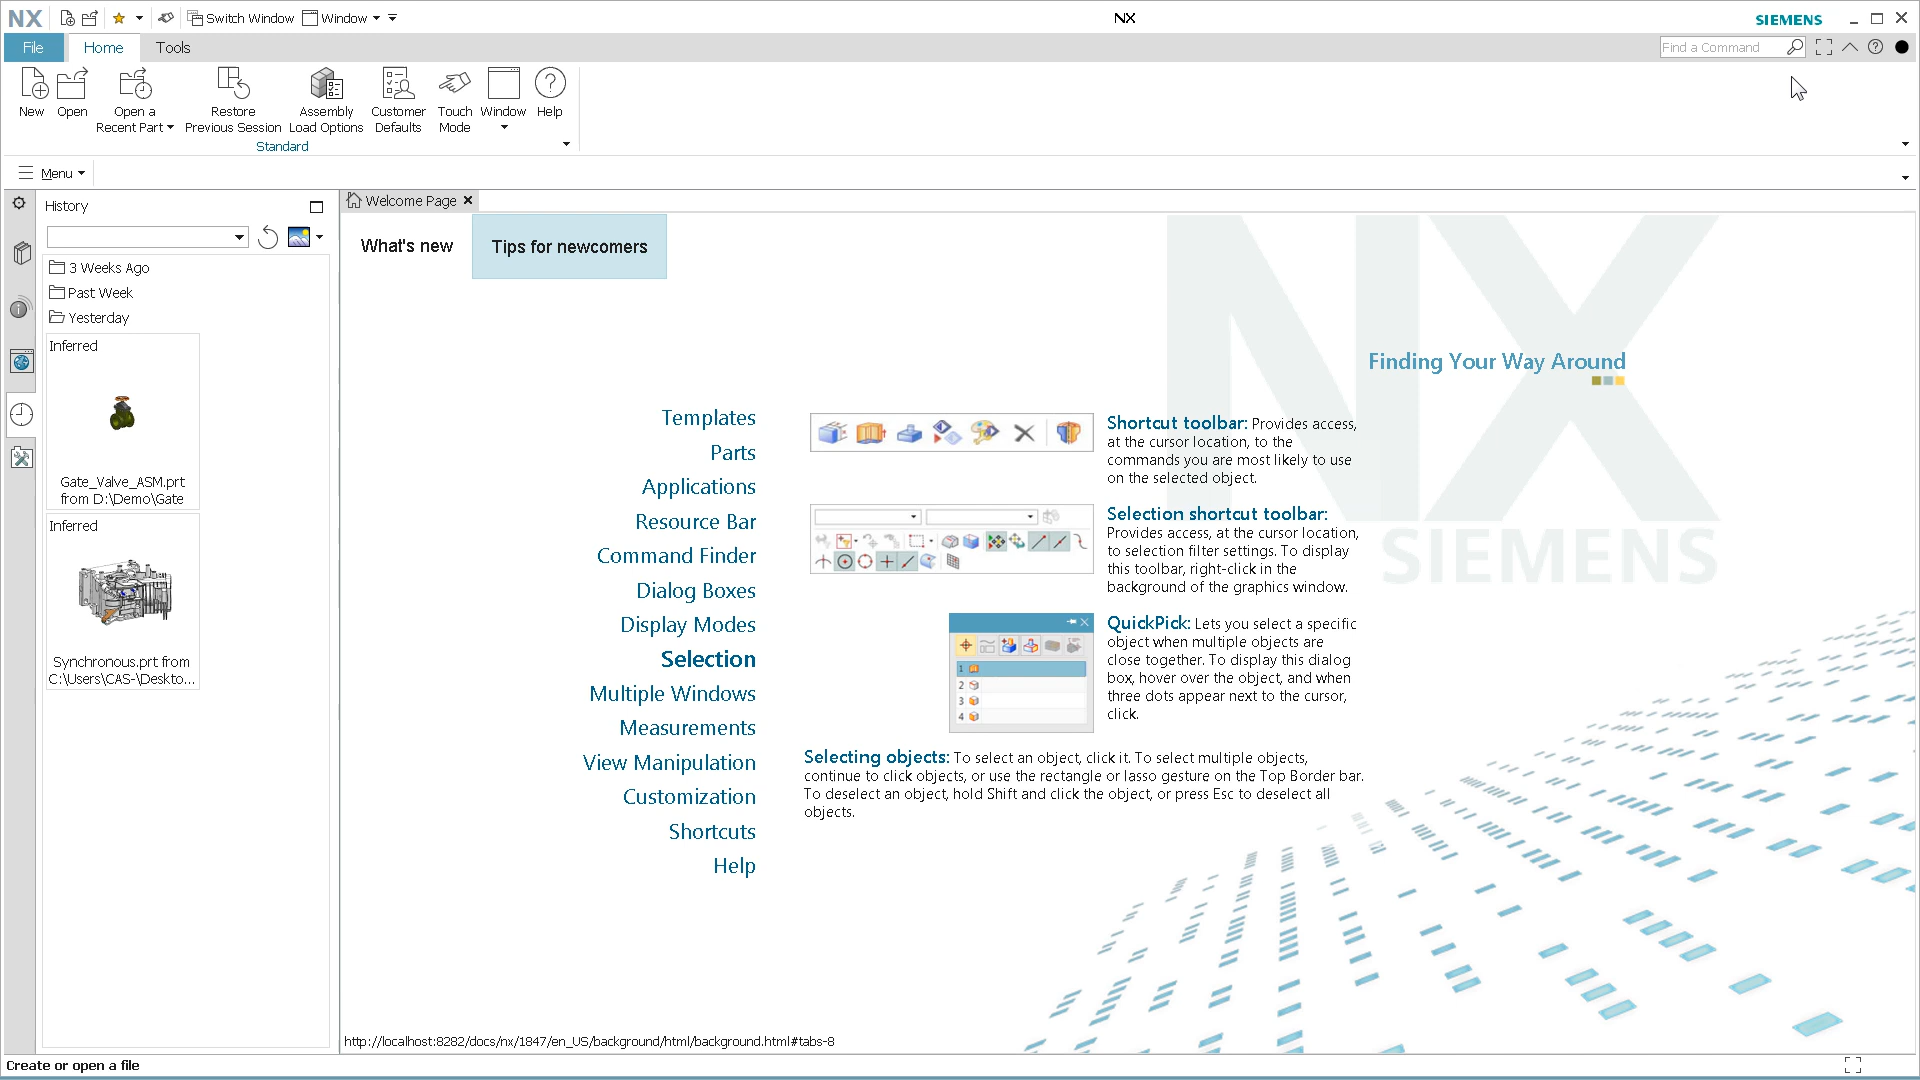 NX
Switch Window
Window
NX
SIEMENS
File
Home
Tools
Find a Command
New
Open
Open a
Recent Part
Restore
Previous Session
Assembly
Load Options
Customer
Defaults
Touch
Mode
Window
Help
Standard
Menu
History
Welcome Page
What's new
Tips for newcomers
3 Weeks Ago
Past Week
Yesterday
Inferred
Gate_Valve_ASM.prt
from D:\Demo\Gate
Inferred
Synchronous.prt from
C:\Users\CAS-\Deskto...
NX
SIEMENS
Finding Your Way Around
Templates
Parts
Applications
Resource Bar
Command Finder
Dialog Boxes
Display Modes
Selection
Multiple Windows
Measurements
View Manipulation
Customization
Shortcuts
Help
Shortcut toolbar: Provides access,
at the cursor location, to the
commands you are most likely to use
on the selected object.
Selection shortcut toolbar:
Provides access, at the cursor location,
to selection filter settings. To display
this toolbar, right-click in the
background of the graphics window.
1
2
3
4
QuickPick: Lets you select a specific
object when multiple objects are
close together. To display this dialog
box, hover over the object, and when
three dots appear next to the cursor,
click.
Selecting objects: To select an object, click it. To select multiple objects,
continue to click objects, or use the rectangle or lasso gesture on the Top Border bar.
To deselect an object, hold Shift and click the object, or press Esc to deselect all
objects.
http://localhost:8282/docs/nx/1847/en_US/background/html/background.html#tabs-8
Create or open a file